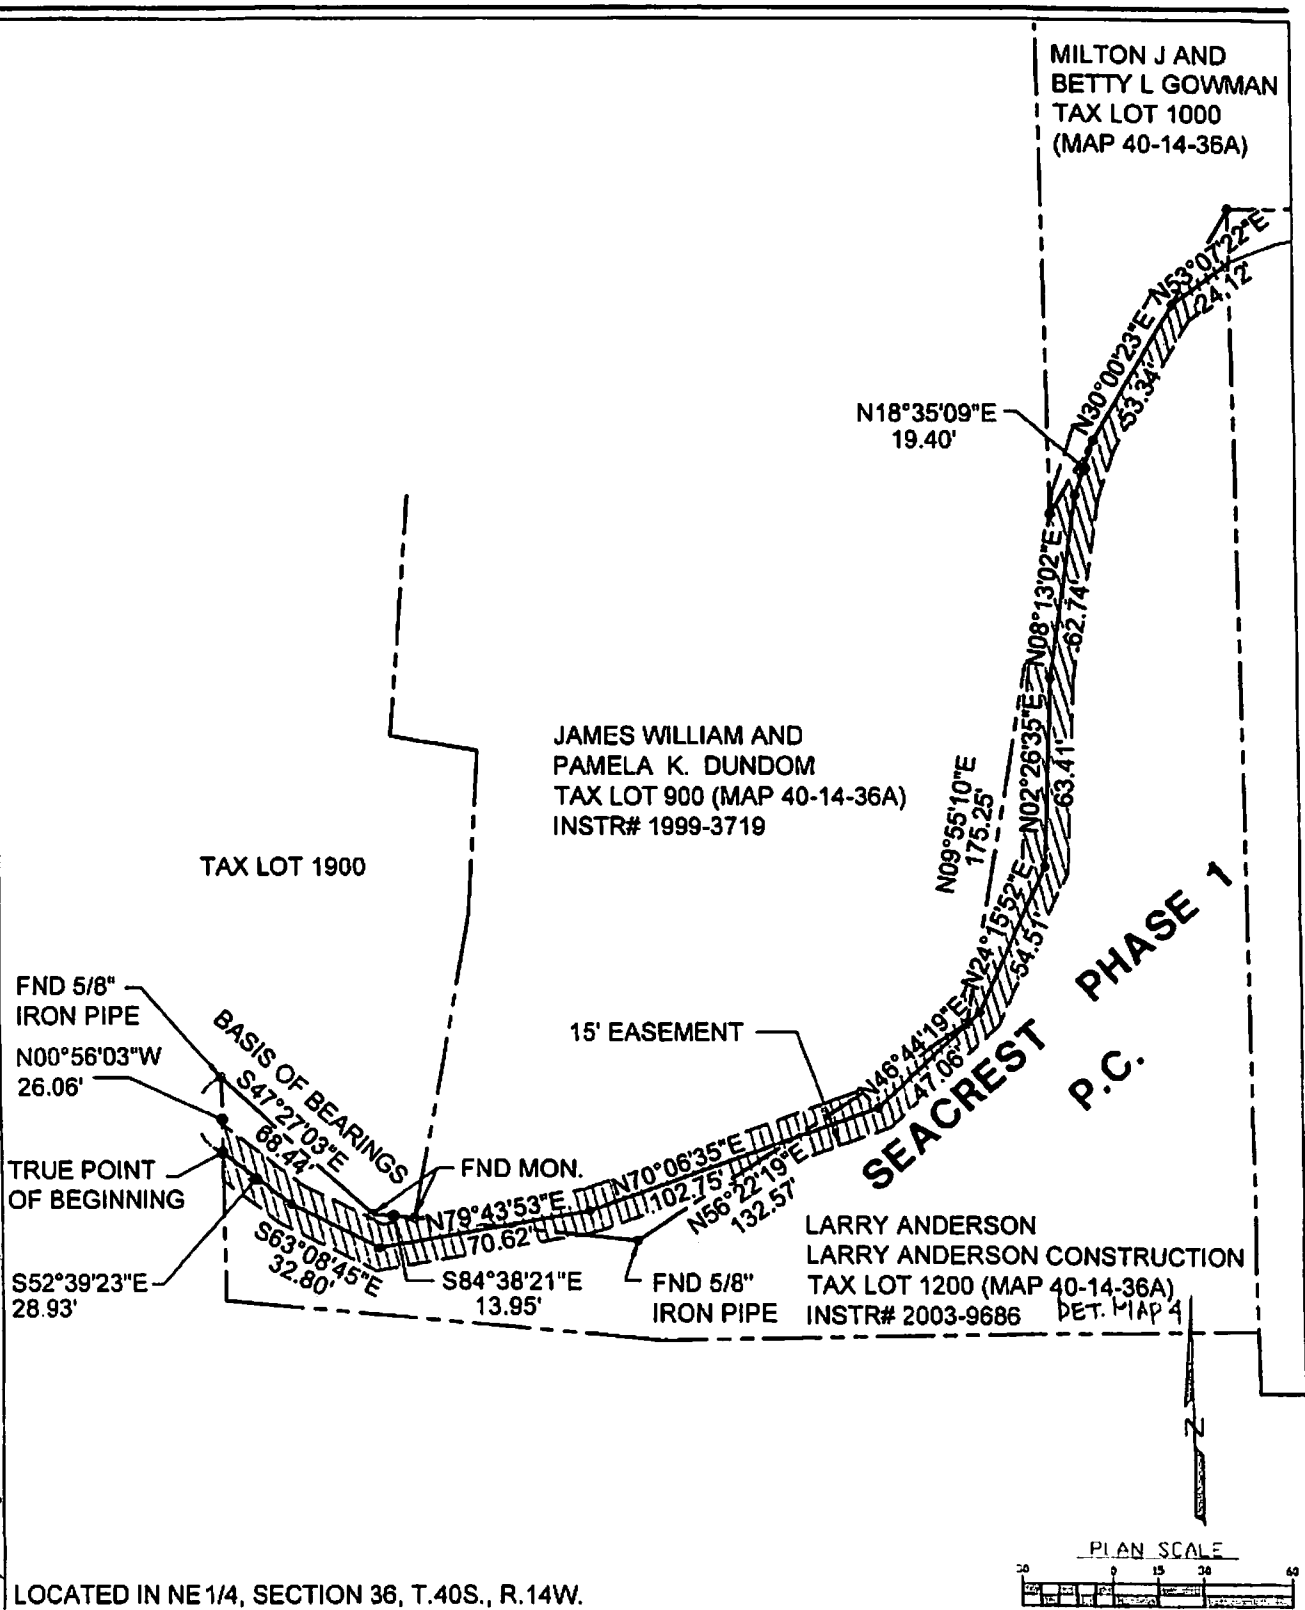 MILTON J AND
BETTY L GOWMAN
TAX LOT 1000
(MAP 40-14-36A)
N53°07'22"E
24.12'
N30°00'23"E
53.34'
N18°35'09"E
19.40'
N08°13'02"E
62.74'
N02°26'35"E
63.41'
N09°55'10"E
175.25'
JAMES WILLIAM AND
PAMELA K. DUNDOM
TAX LOT 900 (MAP 40-14-36A)
INSTR# 1999-3719
TAX LOT 1900
N24°15'52"E
54.51'
SEACREST PHASE 1
P.C.
FND 5/8"
IRON PIPE
N00°56'03"W
26.06'
BASIS OF BEARINGS
S47°27'03"E
68.44'
15' EASEMENT
N46°44'19"E
47.06'
TRUE POINT
OF BEGINNING
FND MON.
N70°06'35"E
102.75'
N56°22'19"E
132.57'
N79°43'53"E
70.62'
S63°08'45"E
32.80'
S52°39'23"E
28.93'
S84°38'21"E
13.95'
FND 5/8"
IRON PIPE
LARRY ANDERSON
LARRY ANDERSON CONSTRUCTION
TAX LOT 1200 (MAP 40-14-36A)
INSTR# 2003-9686
DET. MAP 4
N
PLAN SCALE
30 0 15 30 60
LOCATED IN NE1/4, SECTION 36, T.40S., R.14W.